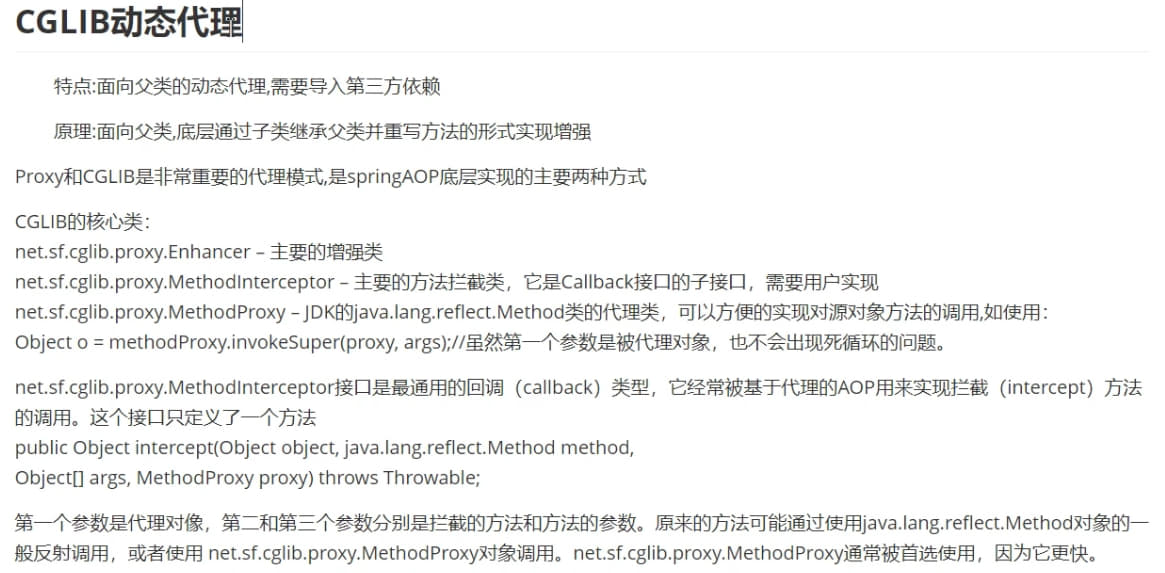 CGLIB动态代理
特点:面向父类的动态代理,需要导入第三方依赖
原理:面向父类,底层通过子类继承父类并重写方法的形式实现增强
Proxy和CGLIB是非常重要的代理模式,是springAOP底层实现的主要两种方式
CGLIB的核心类：
net.sf.cglib.proxy.Enhancer – 主要的增强类
net.sf.cglib.proxy.MethodInterceptor – 主要的方法拦截类，它是Callback接口的子接口，需要用户实现
net.sf.cglib.proxy.MethodProxy – JDK的java.lang.reflect.Method类的代理类，可以方便的实现对源对象方法的调用,如使用：
Object o = methodProxy.invokeSuper(proxy, args);//虽然第一个参数是被代理对象，也不会出现死循环的问题。
net.sf.cglib.proxy.MethodInterceptor接口是最通用的回调（callback）类型，它经常被基于代理的AOP用来实现拦截（intercept）方法
的调用。这个接口只定义了一个方法
public Object intercept(Object object, java.lang.reflect.Method method,
Object[] args, MethodProxy proxy) throws Throwable;
第一个参数是代理对像，第二和第三个参数分别是拦截的方法和方法的参数。原来的方法可能通过使用java.lang.reflect.Method对象的一
般反射调用，或者使用 net.sf.cglib.proxy.MethodProxy对象调用。net.sf.cglib.proxy.MethodProxy通常被首选使用，因为它更快。